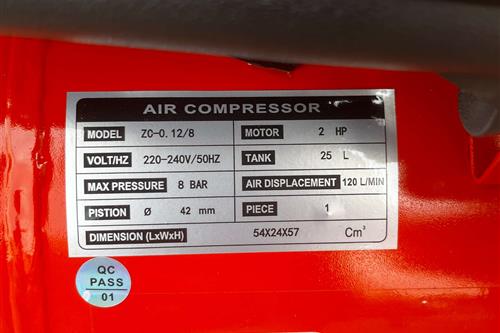 AIR COMPRESSOR
MODEL ZC-0.12/8 MOTOR 2 HP
VOLT/HZ 220-240V/50HZ TANK 25 L
MAX PRESSURE 8 BAR AIR DISPLACEMENT 120 L/MIN
PISTION Ø 42 mm PIECE 1
DIMENSION (LxWxH) 54X24X57 Cm³
QC
PASS
01